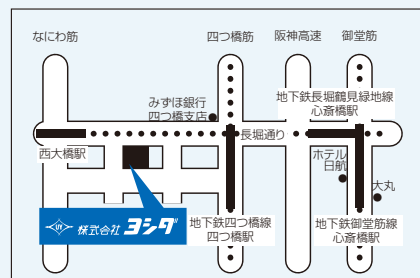 なにわ筋
四つ橋筋
阪神高速
御堂筋
みずほ銀行
四つ橋支店
地下鉄長堀鶴見緑地線
心斎橋駅
長堀通り
西大橋駅
ホテル
日航
大丸
UY 株式会社 ヨシダ
地下鉄四つ橋線
四つ橋駅
地下鉄御堂筋線
心斎橋駅